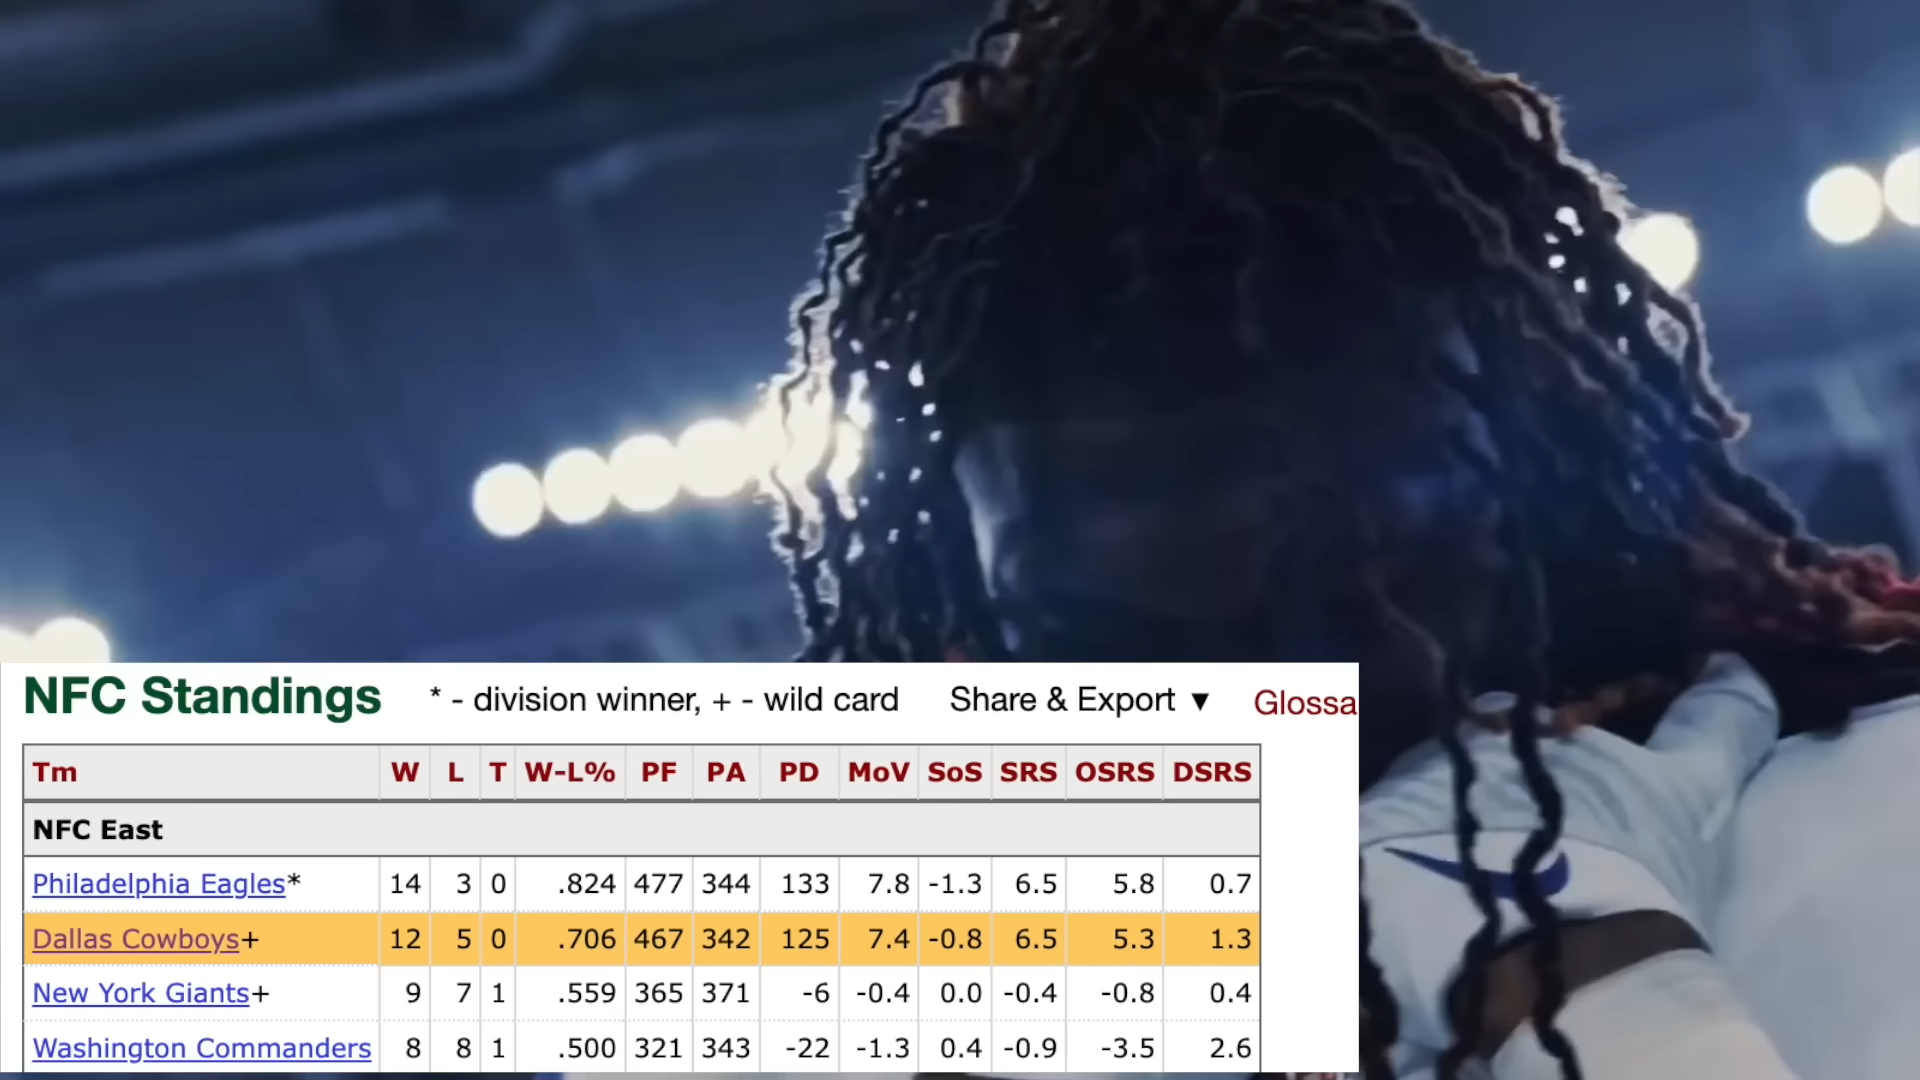 NFC Standings * - division winner, + - wild card Share & Export ▼ Glossa
Tm W L T W-L% PF PA PD MoV SoS SRS OSRS DSRS
NFC East
Philadelphia Eagles* 14 3 0 .824 477 344 133 7.8 -1.3 6.5 5.8 0.7
Dallas Cowboys+ 12 5 0 .706 467 342 125 7.4 -0.8 6.5 5.3 1.3
New York Giants+ 9 7 1 .559 365 371 -6 -0.4 0.0 -0.4 -0.8 0.4
Washington Commanders 8 8 1 .500 321 343 -22 -1.3 0.4 -0.9 -3.5 2.6